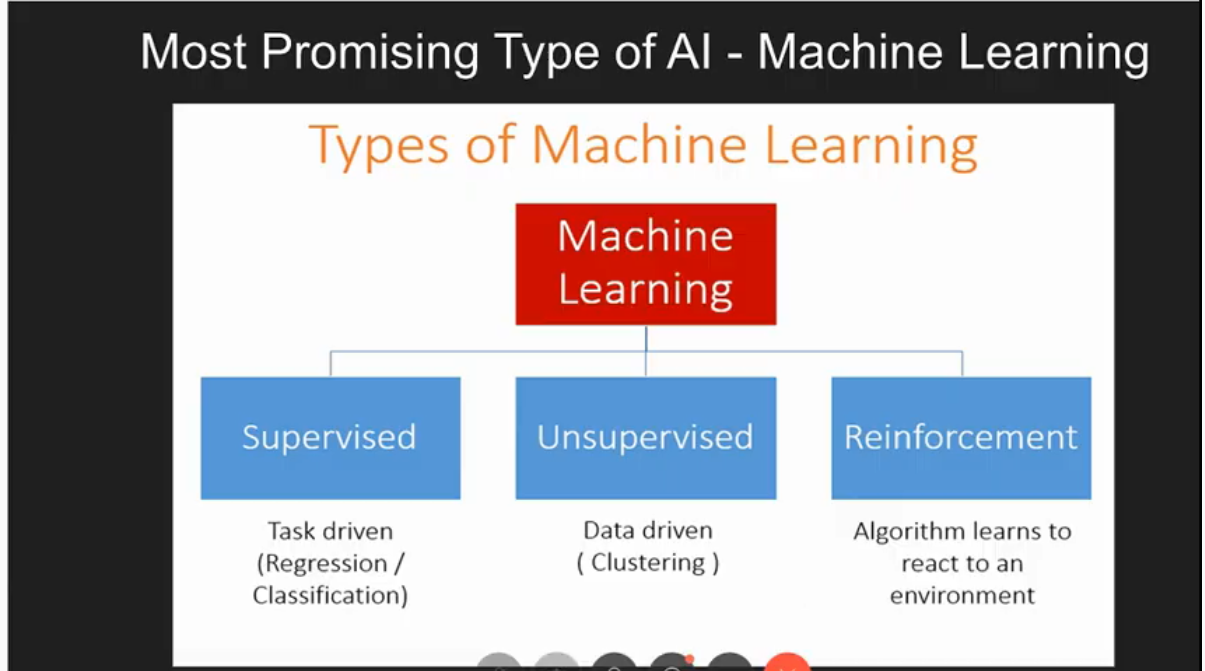 Most Promising Type of AI - Machine Learning
Types of Machine Learning
Machine
Learning
Supervised
Unsupervised
Reinforcement
Task driven
(Regression /
Classification)
Data driven
( Clustering )
Algorithm learns to
react to an
environment